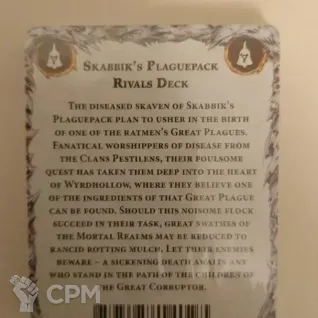 Skabbik's Plaguepack
Rivals Deck
The diseased skaven of Skabbik's
Plaguepack plan to usher in the birth
of one of the ratmen's Great Plagues.
Fanatical worshippers of disease from
the Clans Pestilens, their foulsome
quest has taken them deep into the heart
of Wyrdhollow, where they believe one
of the ingredients of that Great Plague
can be found. Should this noisome flock
succeed in their task, great swathes of
the Mortal Realms may be reduced to
rancid rotting mulch. Let their enemies
beware – a sickening death awaits any
who stand in the path of the children of
the Great Corruptor.
CPM